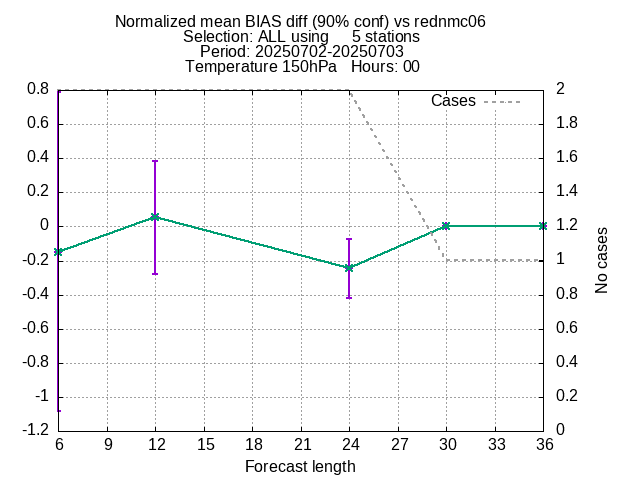 Normalized mean BIAS diff (90% conf) vs rednmc06
Selection: ALL using     5 stations
Period: 20250702-20250703
Temperature 150hPa   Hours: 00
Cases
0.8
0.6
0.4
0.2
0
-0.2
-0.4
-0.6
-0.8
-1
-1.2
2
1.8
1.6
1.4
1.2
1
0.8
0.6
0.4
0.2
0
No cases
6 9 12 15 18 21 24 27 30 33 36
Forecast length